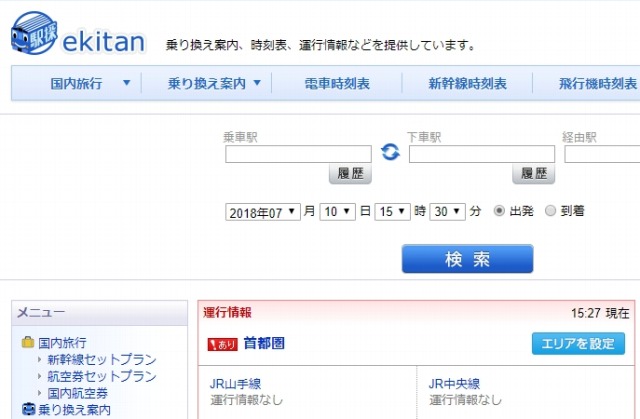 駅探 ekitan 乗り換え案内、時刻表、運行情報などを提供しています。
国内旅行 ▼ 乗り換え案内 ▼ 電車時刻表 新幹線時刻表 飛行機時刻表
乗車駅 下車駅 経由駅
履歴 履歴
2018年07 ▼ 月 10 ▼ 日 15 ▼ 時 30 ▼ 分 出発 到着
検索
メニュー
国内旅行
新幹線セットプラン
航空券セットプラン
国内航空券
乗り換え案内
運行情報 15:27 現在
あり 首都圏 エリアを設定
JR山手線 JR中央線
運行情報なし 運行情報なし